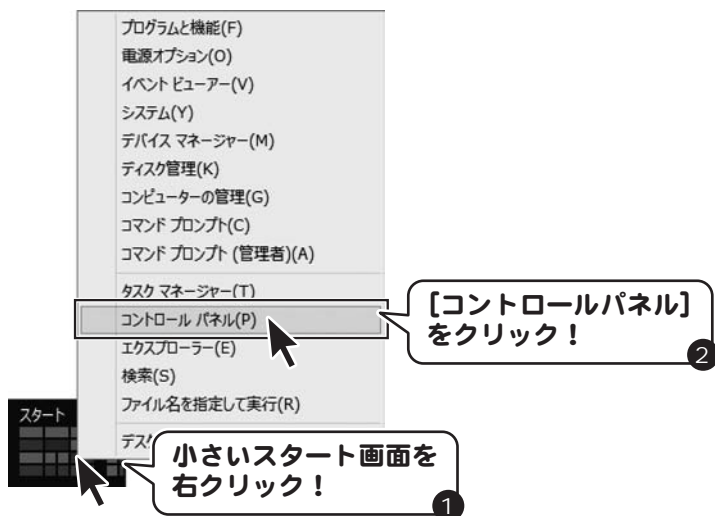 プログラムと機能(F)
電源オプション(O)
イベント ビューアー(V)
システム(Y)
デバイス マネージャー(M)
ディスク管理(K)
コンピューターの管理(G)
コマンド プロンプト(C)
コマンド プロンプト (管理者)(A)
タスク マネージャー(T)
コントロール パネル(P)
エクスプローラー(E)
検索(S)
ファイル名を指定して実行(R)
[コントロールパネル]
をクリック！
2
スタート
小さいスタート画面を
右クリック！
1